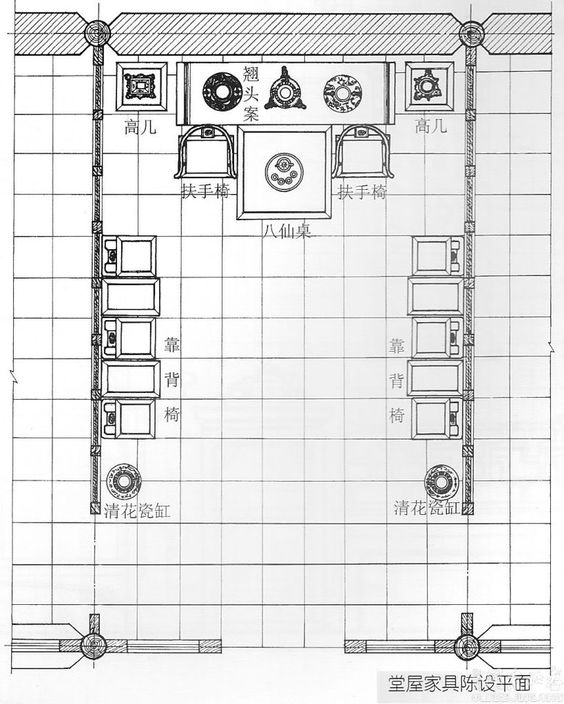 翘头案
高几
高几
扶手椅
扶手椅
八仙桌
靠背椅
靠背椅
清花瓷缸
清花瓷缸
堂屋家具陈设平面